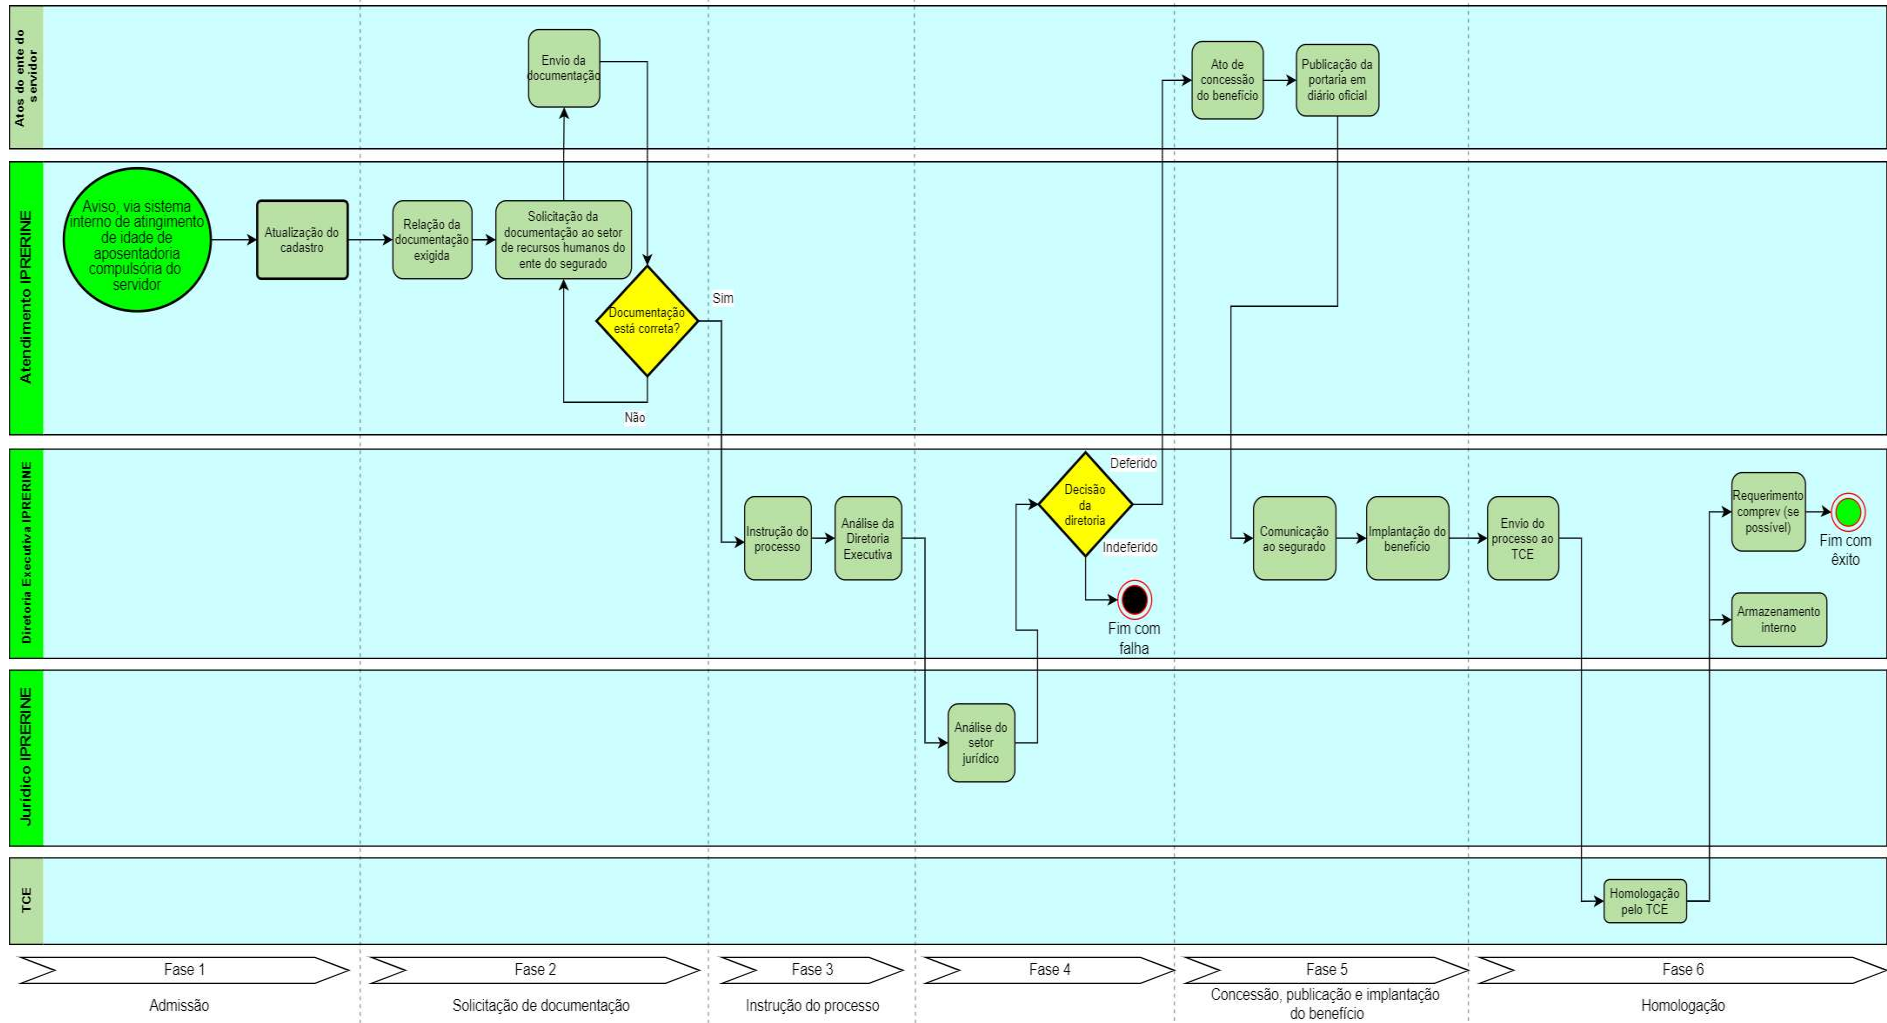 Atos do ente do
servidor
Envio da
documentação
Ato de
concessão
do benefício
Publicação da
portaria em
diário oficial
Atendimento IPRERINE
Aviso, via sistema
interno de atingimento
de idade de
aposentadoria
compulsória do
servidor
Atualização do
cadastro
Relação da
documentação
exigida
Solicitação da
documentação ao setor
de recursos humanos do
ente do segurado
Documentação
está correta?
Sim
Não
Diretoria Executiva IPRERINE
Instrução do
processo
Análise da
Diretoria
Executiva
Decisão
da
diretoria
Deferido
Indeferido
Fim com
falha
Comunicação
ao segurado
Implantação do
benefício
Envio do
processo ao
TCE
Requerimento
comprev (se
possível)
Fim com
êxito
Armazenamento
interno
Jurídico IPRERINE
Análise do
setor
jurídico
TCE
Homologação
pelo TCE
Fase 1
Fase 2
Fase 3
Fase 4
Fase 5
Fase 6
Admissão
Solicitação de documentação
Instrução do processo
Concessão, publicação e implantação
do benefício
Homologação